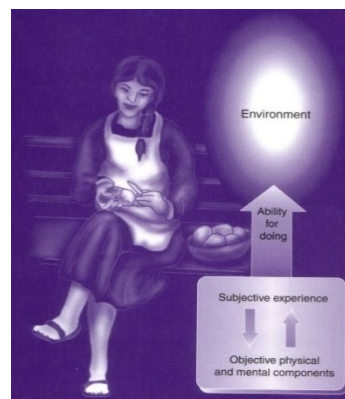 Environment
Ability
for
doing
Subjective experience
Objective physical
and mental components